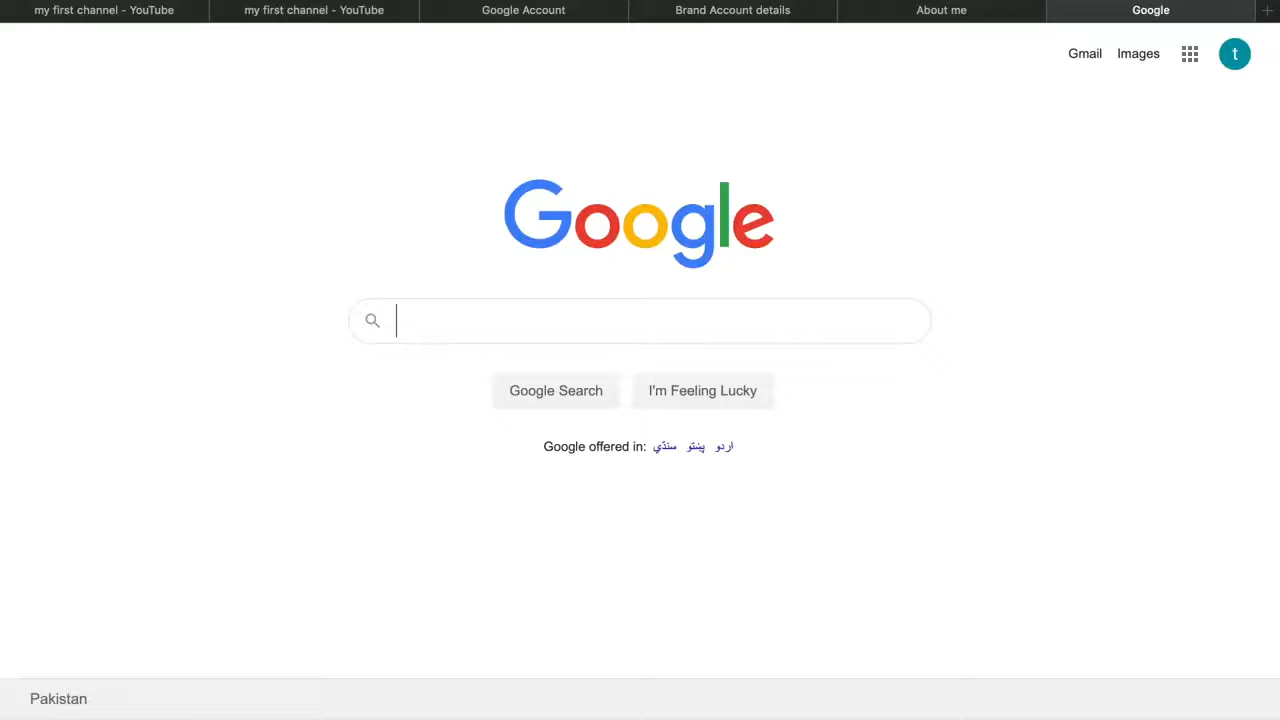 my first channel - YouTube
my first channel - YouTube
Google Account
Brand Account details
About me
Google
Gmail Images t
Google
Google Search
I'm Feeling Lucky
Google offered in: اردو پښتو سنڌي
Pakistan